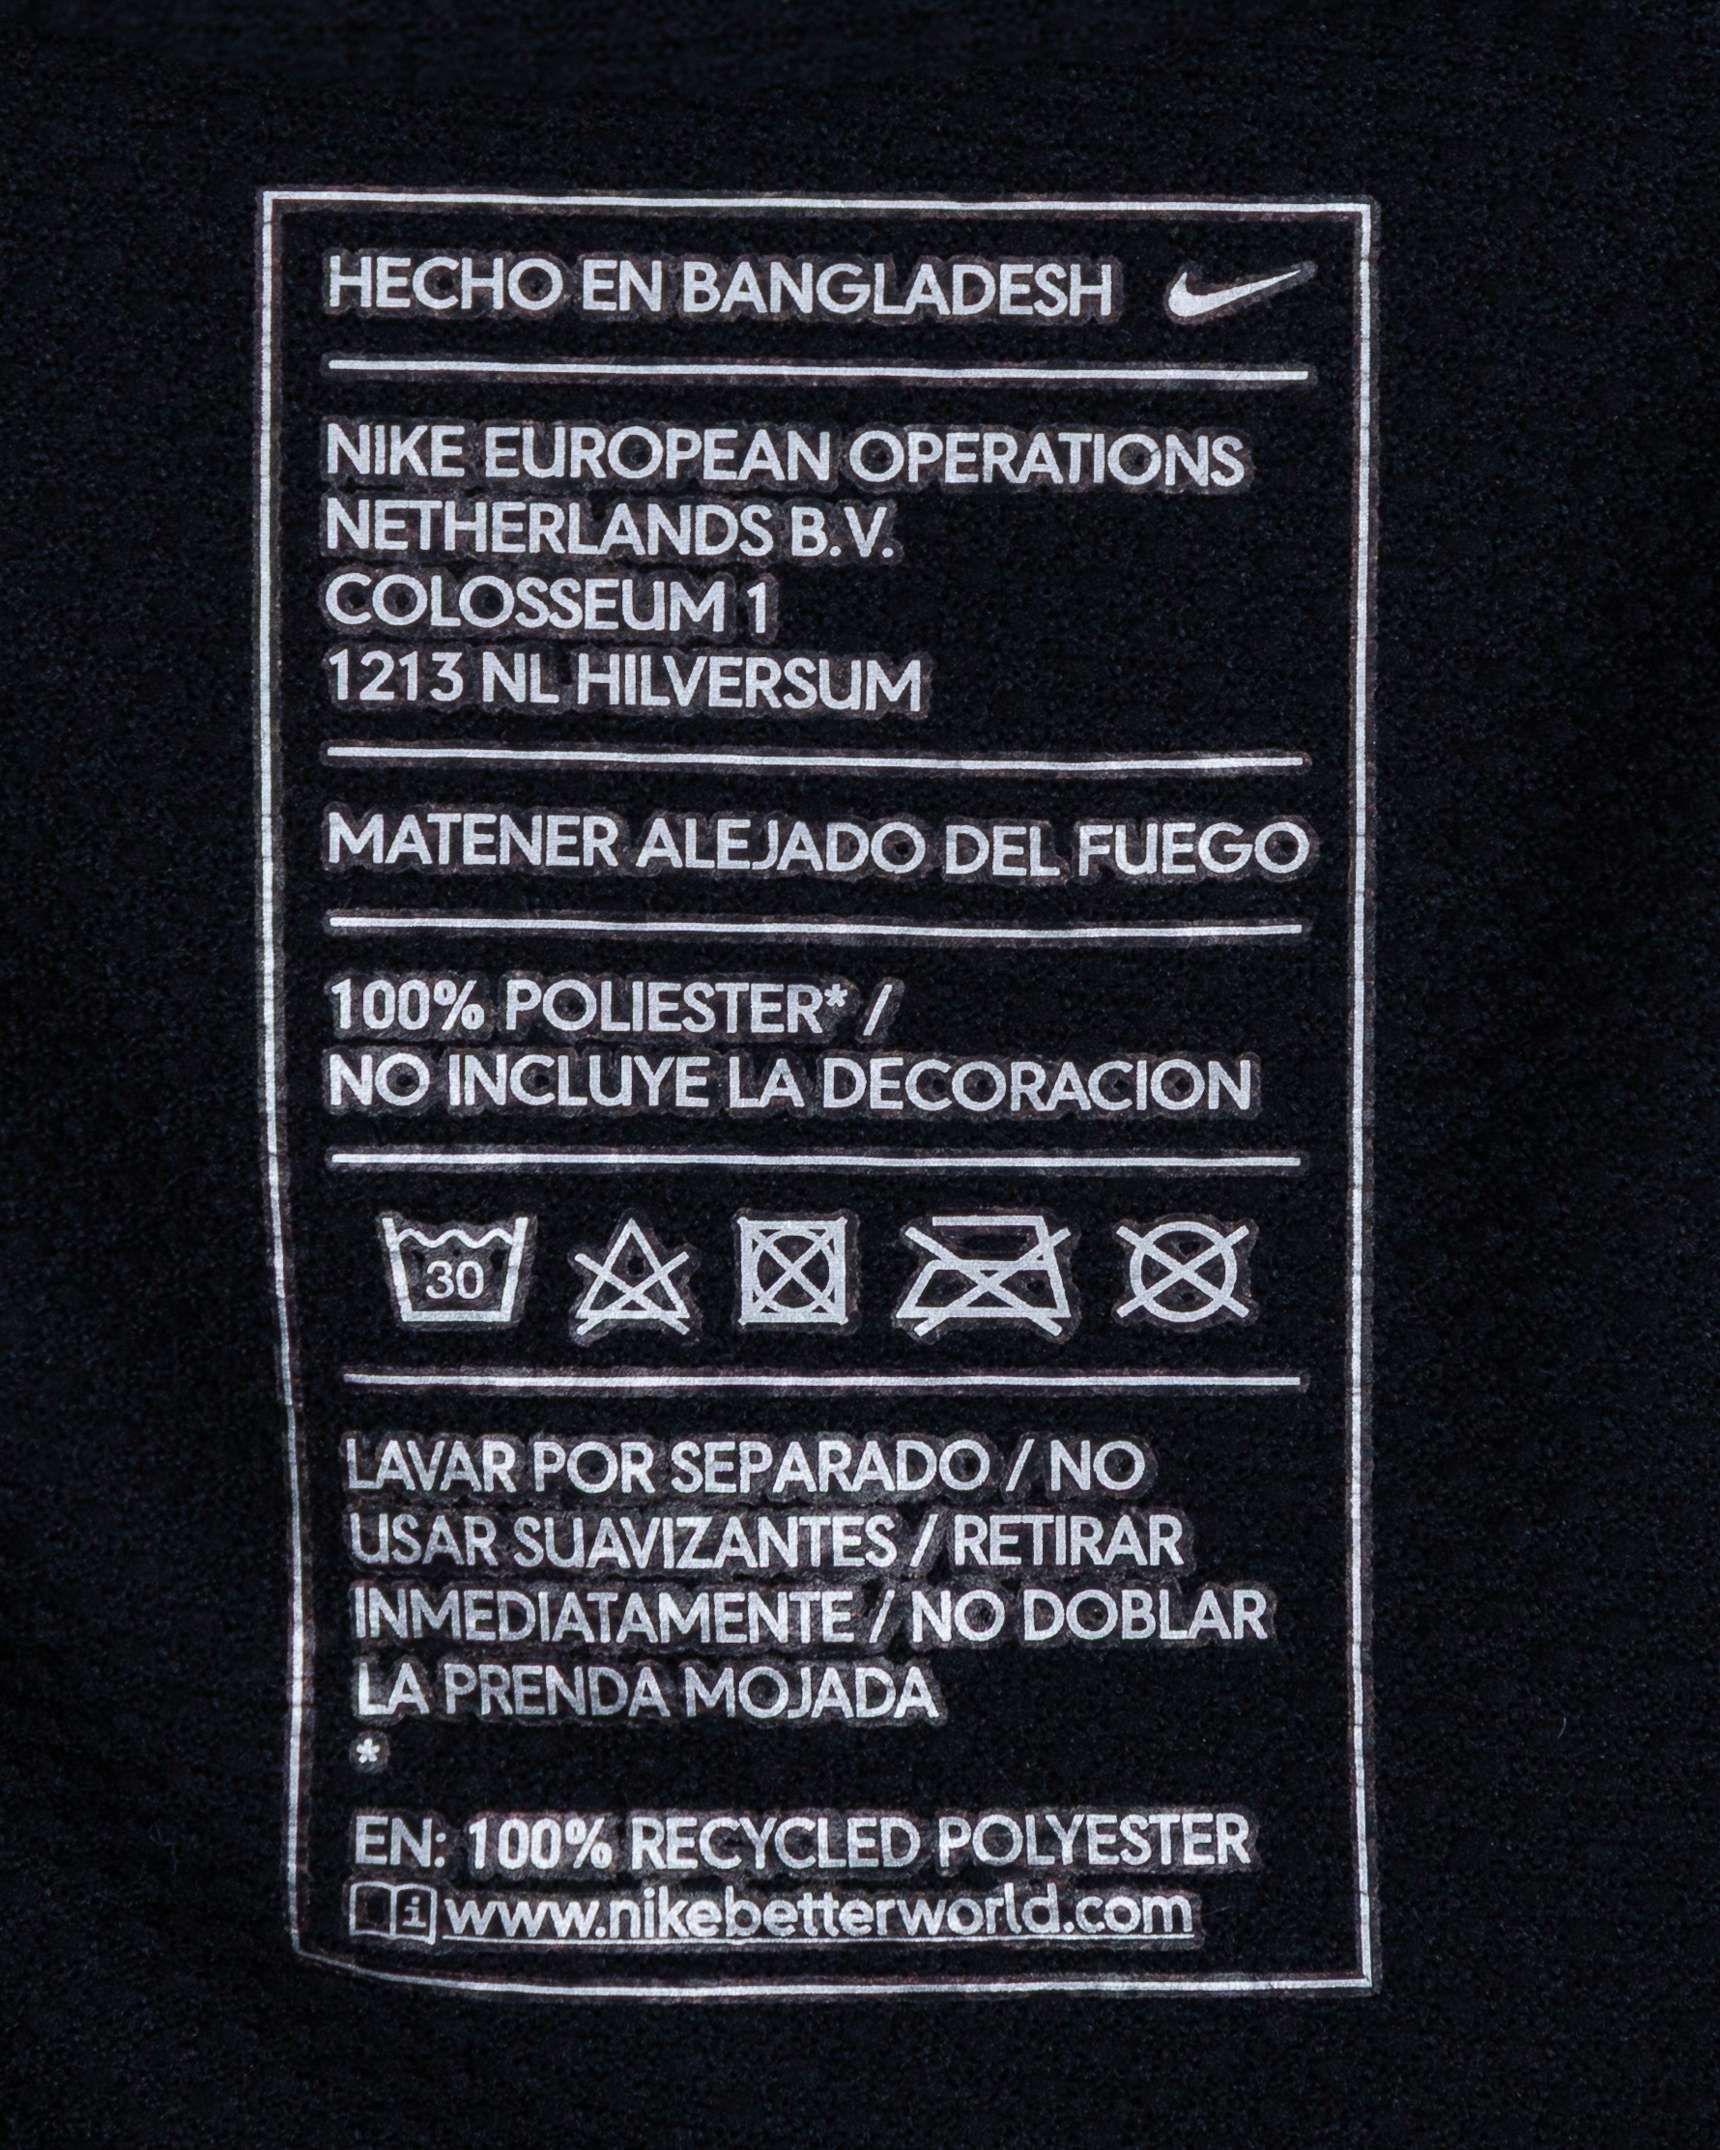 HECHO EN BANGLADESH
NIKE EUROPEAN OPERATIONS
NETHERLANDS B.V.
COLOSSEUM 1
1213 NL HILVERSUM
MATENER ALEJADO DEL FUEGO
100% POLIESTER* /
NO INCLUYE LA DECORACION
30
LAVAR POR SEPARADO / NO
USAR SUAVIZANTES / RETIRAR
INMEDIATAMENTE / NO DOBLAR
LA PRENDA MOJADA
*
EN: 100% RECYCLED POLYESTER
i www.nikebetterworld.com